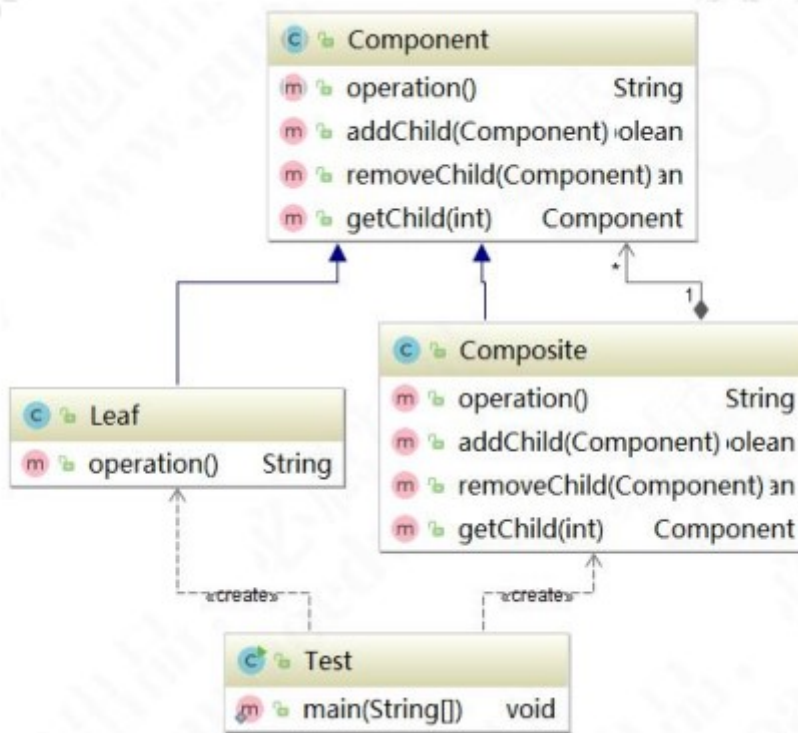 Component
operation() String
addChild(Component) olean
removeChild(Component) an
getChild(int) Component
*
1
Composite
operation() String
addChild(Component) olean
removeChild(Component) an
getChild(int) Component
Leaf
operation() String
«create»
«create»
Test
main(String[]) void